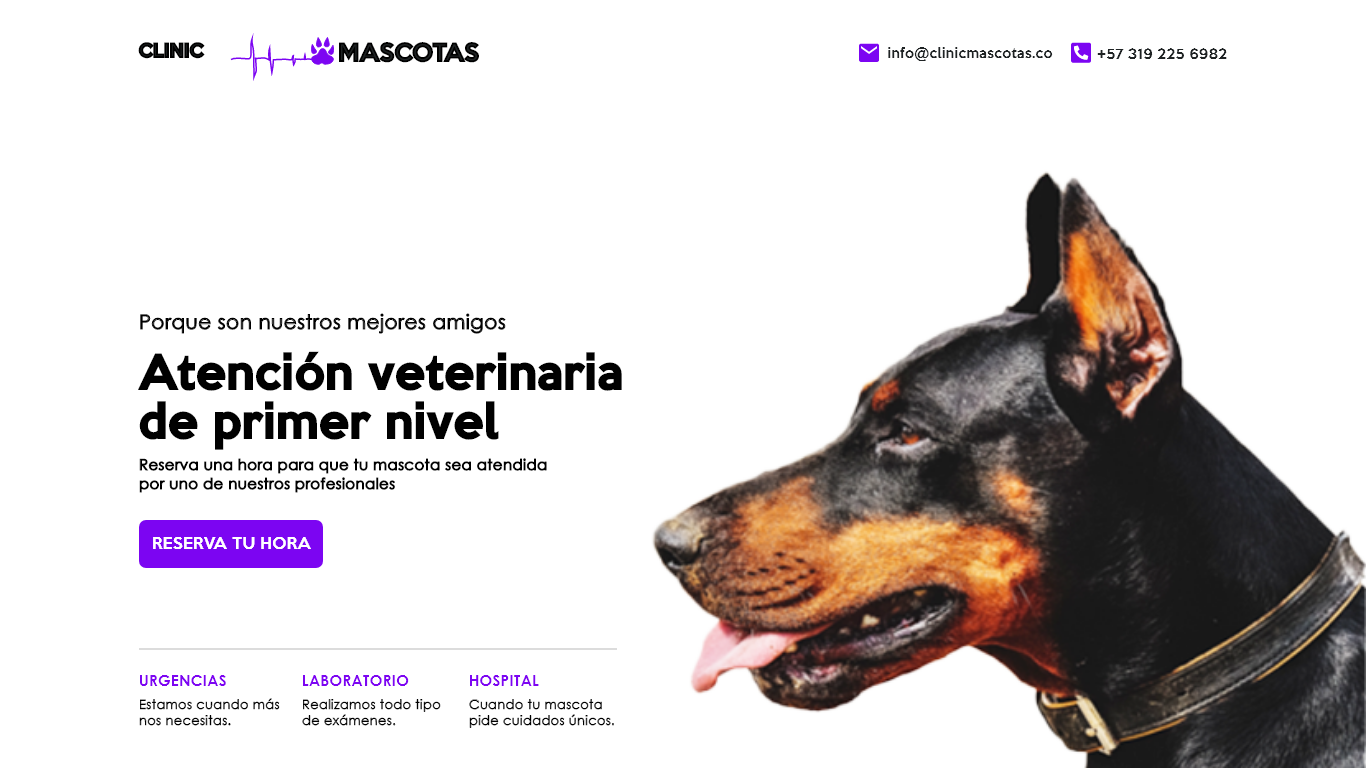 CLINIC MASCOTAS
info@clinicmascotas.co
+57 319 225 6982
Porque son nuestros mejores amigos
Atención veterinaria
de primer nivel
Reserva una hora para que tu mascota sea atendida
por uno de nuestros profesionales
RESERVA TU HORA
URGENCIAS
Estamos cuando más
nos necesitas.
LABORATORIO
Realizamos todo tipo
de exámenes.
HOSPITAL
Cuando tu mascota
pide cuidados únicos.